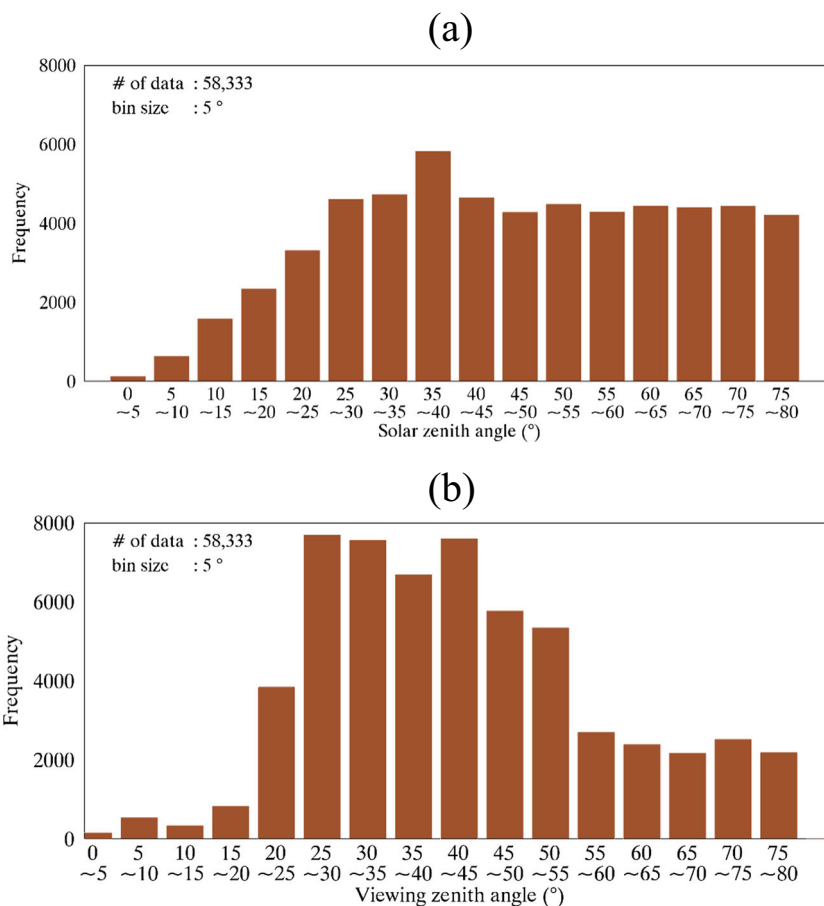 (a)
8000
# of data : 58,333
bin size : 5 °
6000
4000
2000
0
Frequency
0 5 10 15 20 25 30 35 40 45 50 55 60 65 70 75
~5 ~10 ~15 ~20 ~25 ~30 ~35 ~40 ~45 ~50 ~55 ~60 ~65 ~70 ~75 ~80
Solar zenith angle (°)
(b)
8000
# of data : 58,333
bin size : 5 °
6000
4000
2000
0
Frequency
0 5 10 15 20 25 30 35 40 45 50 55 60 65 70 75
~5 ~10 ~15 ~20 ~25 ~30 ~35 ~40 ~45 ~50 ~55 ~60 ~65 ~70 ~75 ~80
Viewing zenith angle (°)